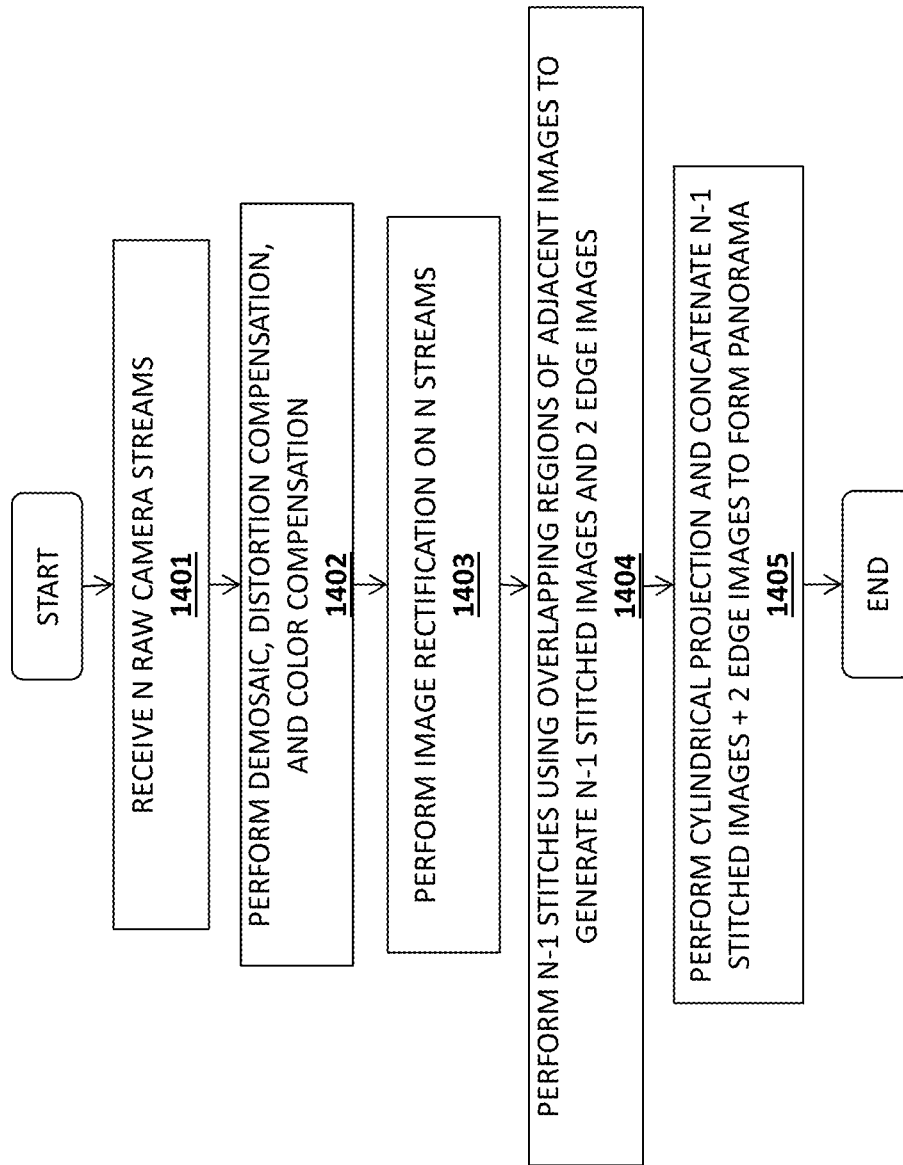 START
RECEIVE N RAW CAMERA STREAMS
1401
PERFORM DEMOSAIC, DISTORTION COMPENSATION,
AND COLOR COMPENSATION
1402
PERFORM IMAGE RECTIFICATION ON N STREAMS
1403
PERFORM N-1 STITCHES USING OVERLAPPING REGIONS OF ADJACENT IMAGES TO
GENERATE N-1 STITCHED IMAGES AND 2 EDGE IMAGES
1404
PERFORM CYLINDRICAL PROJECTION AND CONCATENATE N-1
STITCHED IMAGES + 2 EDGE IMAGES TO FORM PANORAMA
1405
END